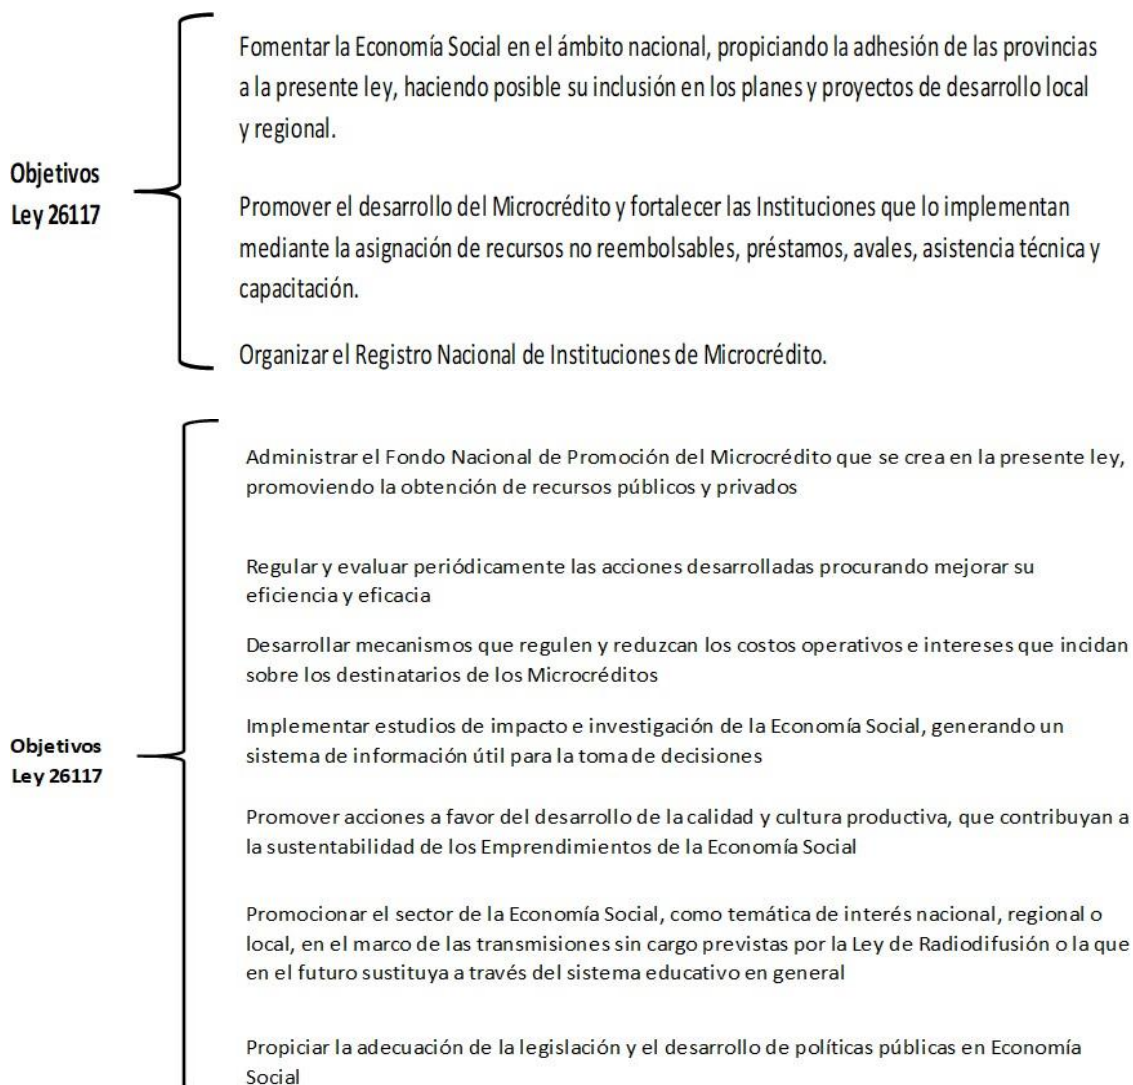 Fomentar la Economía Social en el ámbito nacional, propiciando la adhesión de las provincias
a la presente ley, haciendo posible su inclusión en los planes y proyectos de desarrollo local
y regional.
Objetivos
Ley 26117
Promover el desarrollo del Microcrédito y fortalecer las Instituciones que lo implementan
mediante la asignación de recursos no reembolsables, préstamos, avales, asistencia técnica y
capacitación.
Organizar el Registro Nacional de Instituciones de Microcrédito.
Administrar el Fondo Nacional de Promoción del Microcrédito que se crea en la presente ley,
promoviendo la obtención de recursos públicos y privados
Regular y evaluar periódicamente las acciones desarrolladas procurando mejorar su
eficiencia y eficacia
Desarrollar mecanismos que regulen y reduzcan los costos operativos e intereses que incidan
sobre los destinatarios de los Microcréditos
Implementar estudios de impacto e investigación de la Economía Social, generando un
sistema de información útil para la toma de decisiones
Objetivos
Ley 26117
Promover acciones a favor del desarrollo de la calidad y cultura productiva, que contribuyan a
la sustentabilidad de los Emprendimientos de la Economía Social
Promocionar el sector de la Economía Social, como temática de interés nacional, regional o
local, en el marco de las transmisiones sin cargo previstas por la Ley de Radiodifusión o la que
en el futuro sustituya a través del sistema educativo en general
Propiciar la adecuación de la legislación y el desarrollo de políticas públicas en Economía
Social